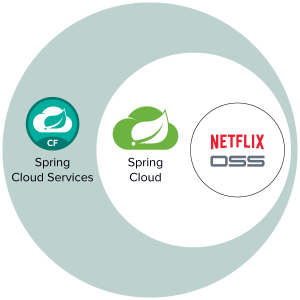 CF
Spring
Cloud Services
Spring
Cloud
NETFLIX
OSS